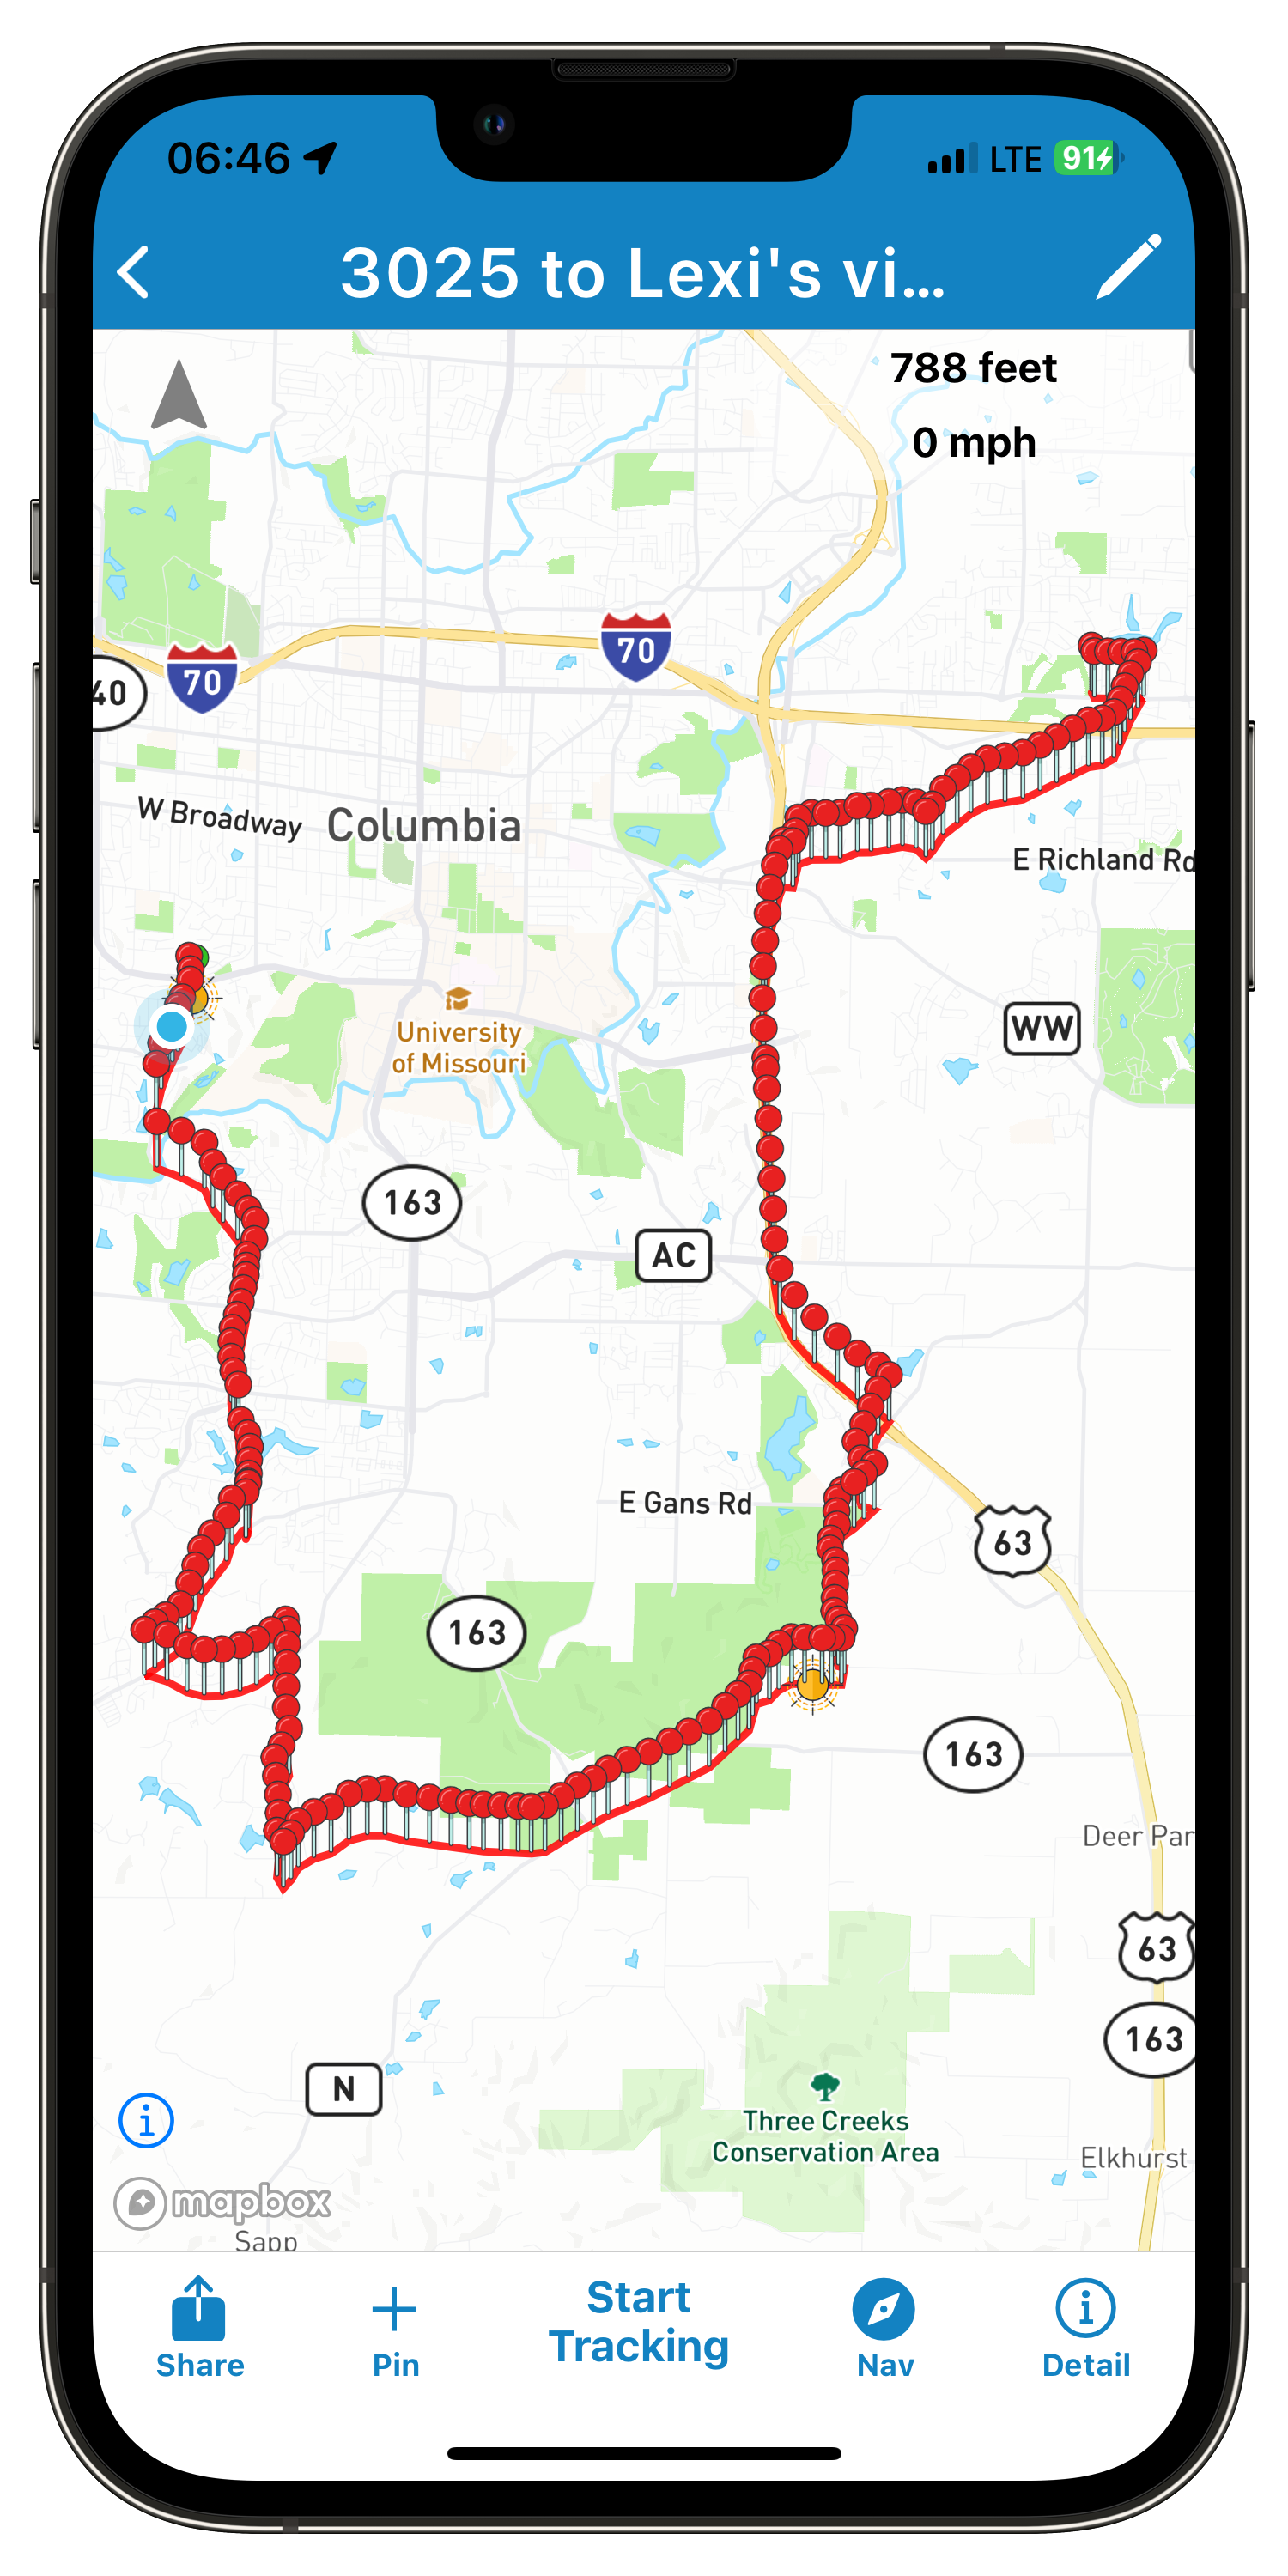 06:46
LTE 91
3025 to Lexi's vi...
788 feet
0 mph
70
70
40
W Broadway
Columbia
E Richland Rd
University
of Missouri
WW
163
AC
E Gans Rd
63
163
163
Deer Par
63
163
N
Three Creeks
Conservation Area
Elkhurst
mapbox
Sapp
Start
Tracking
Share
Pin
Nav
Detail